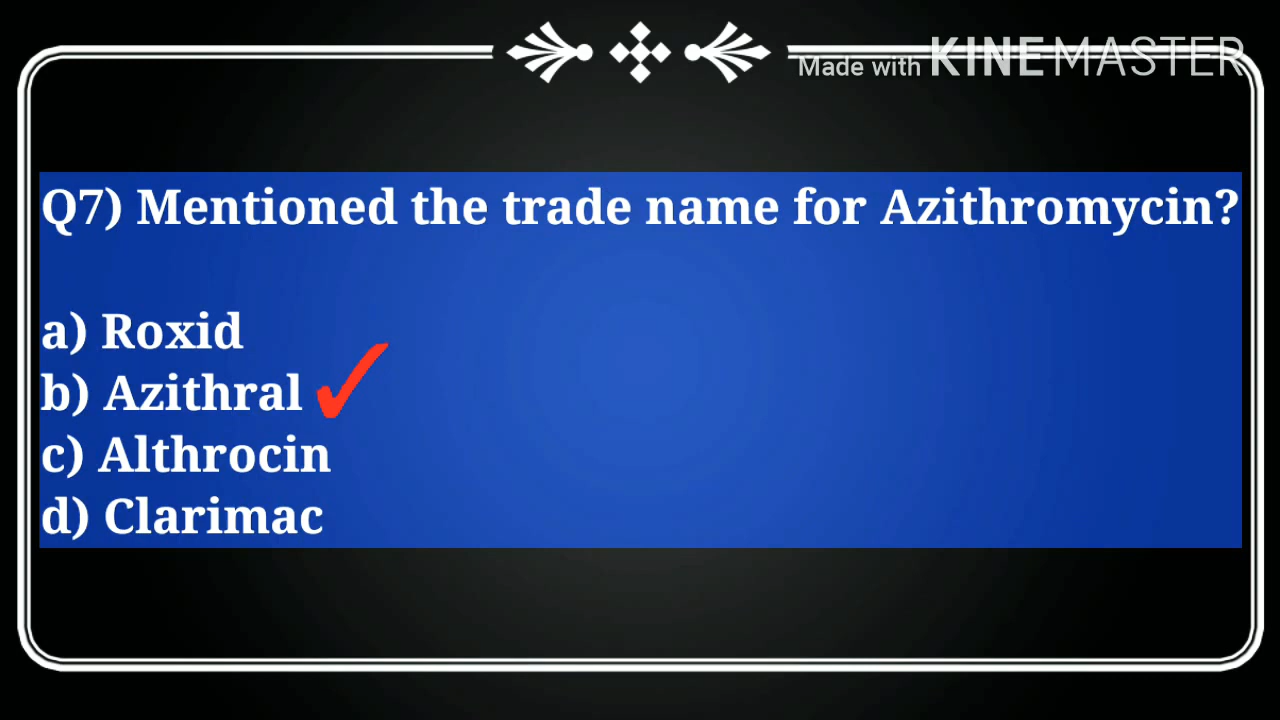 Made with KINEMASTER
Q7) Mentioned the trade name for Azithromycin?
a) Roxid
b) Azithral
c) Althrocin
d) Clarimac